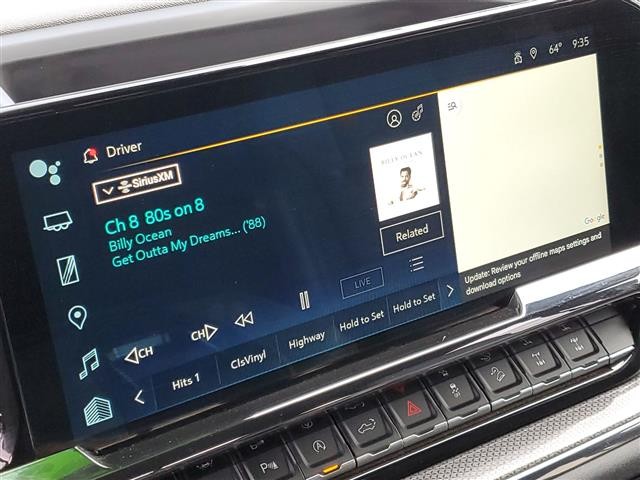 64° 9:35
Driver
SiriusXM
Ch 8 80s on 8
Billy Ocean
Get Outta My Dreams... ('88)
BILLY OCEAN
Related
LIVE
CH CH
Hits 1 ClsVinyl Highway Hold to Set Hold to Set
Google
Update: Review your offline maps settings and
download options
P